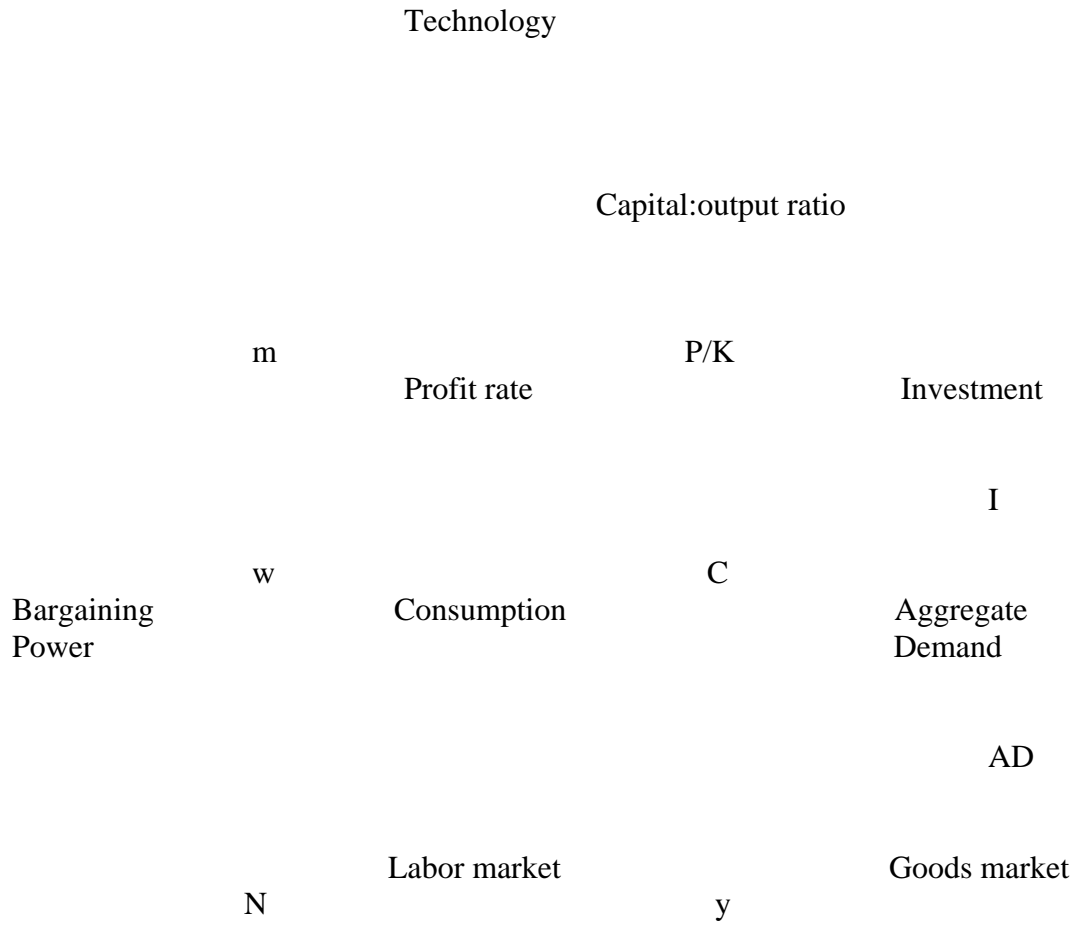 Technology
Capital:output ratio
m P/K
Profit rate Investment
I
w C
Bargaining Consumption Aggregate
Power Demand
AD
Labor market Goods market
N y